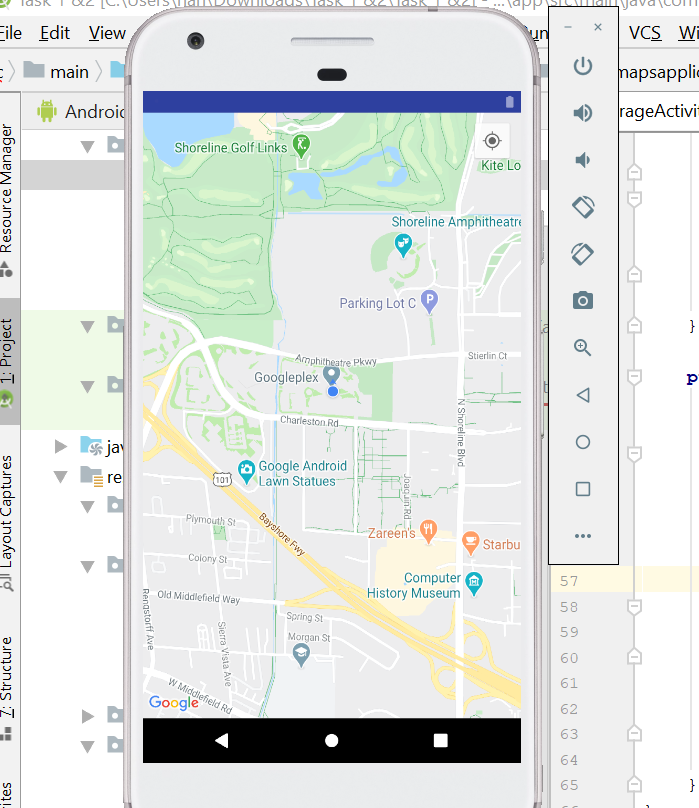 Task 1 &2 [C:\Users\hari\Downloads\Task 1 &2\Task 1 &2] - ...\app\src\main\java\com
File Edit View
VCS
main
mapsapplic
Android
rageActivit
Resource Manager
1: Project
Layout Captures
7: Structure
jav
re
Shoreline Golf Links
Kite Lo
Shoreline Amphitheatre
Parking Lot C
Amphitheatre Pkwy
Stierlin Ct
Googleplex
Charleston Rd
N Shoreline Blvd
Google Android
Lawn Statues
101
Joaquin Rd
Plymouth St
Bayshore Fwy
Zareen's
Starbu
Colony St
Computer
History Museum
Old Middlefield Way
Spring St
Rengstorff Ave
Sierra Vista Ave
Morgan St
W Middlefield Rd
Google
}
p
57
58
59
60
61
62
63
64
65
}